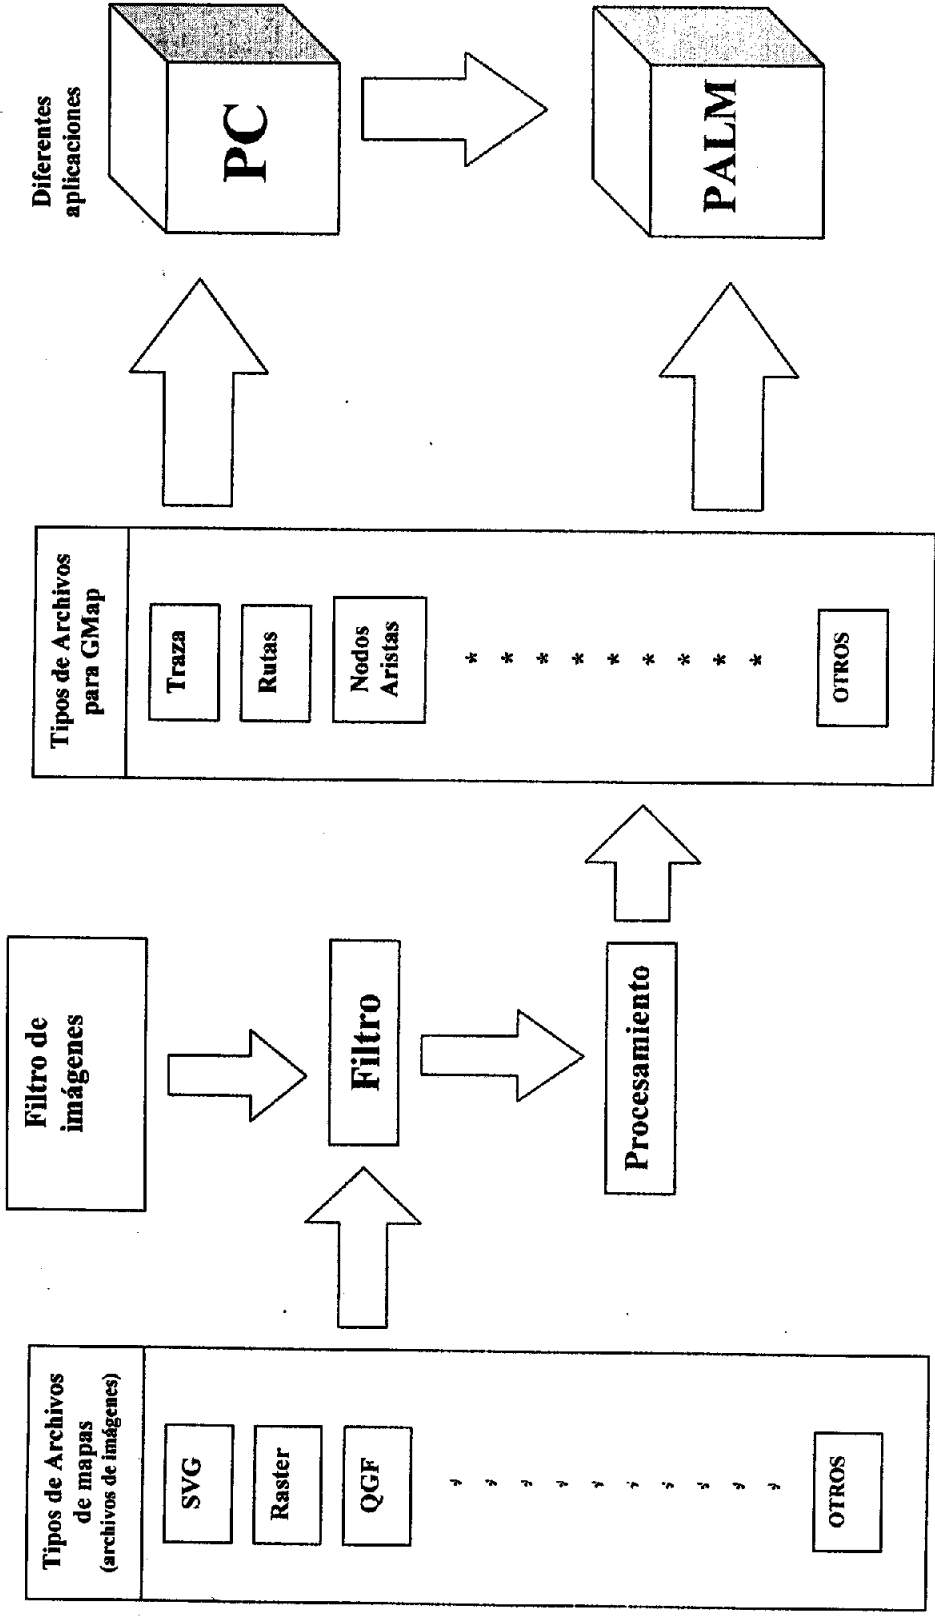 Tipos de Archivos
de mapas
(archivos de imágenes)
SVG
Raster
QGF
OTROS
Filtro de
imágenes
Filtro
Procesamiento
Tipos de Archivos
para GMap
Traza
Rutas
Nodos
Aristas
*
*
*
*
*
*
*
*
*
OTROS
Diferentes
aplicaciones
PC
PALM